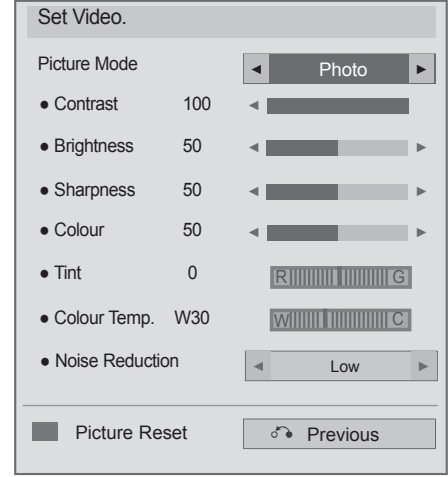 Set Video.
Picture Mode ◄ Photo ►
● Contrast 100 ◄
● Brightness 50 ◄ ►
● Sharpness 50 ◄ ►
● Colour 50 ◄ ►
● Tint 0 R G
● Colour Temp. W30 W C
● Noise Reduction ◄ Low ►
Picture Reset Previous